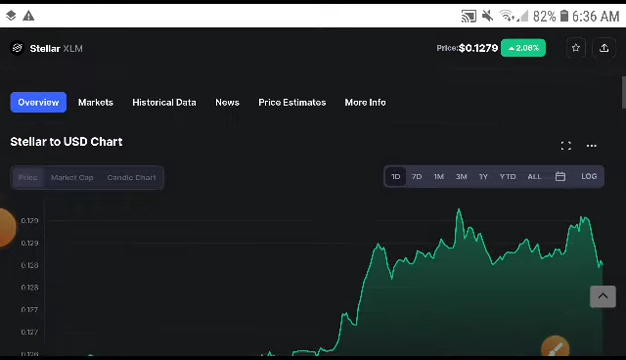 82% 6:36 AM
Stellar XLM
Price: $0.1279 2.08%
Overview Markets Historical Data News Price Estimates More Info
Stellar to USD Chart
Price Market Cap Candle Chart
1D 7D 1M 3M 1Y YTD ALL LOG
0.129
0.129
0.128
0.128
0.127
0.127
0.126